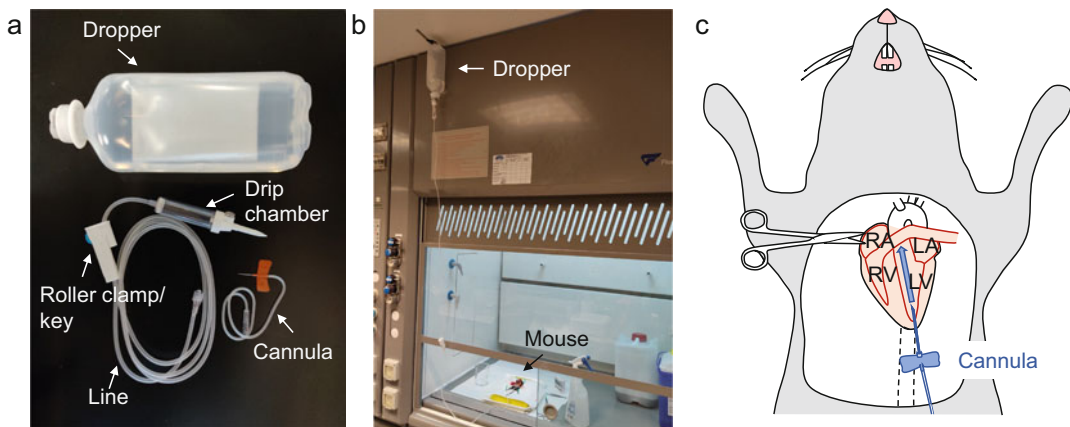 a
Dropper
Drip
chamber
Roller clamp/
key
Cannula
Line
b
Dropper
Mouse
c
RA
LA
RV
LV
Cannula